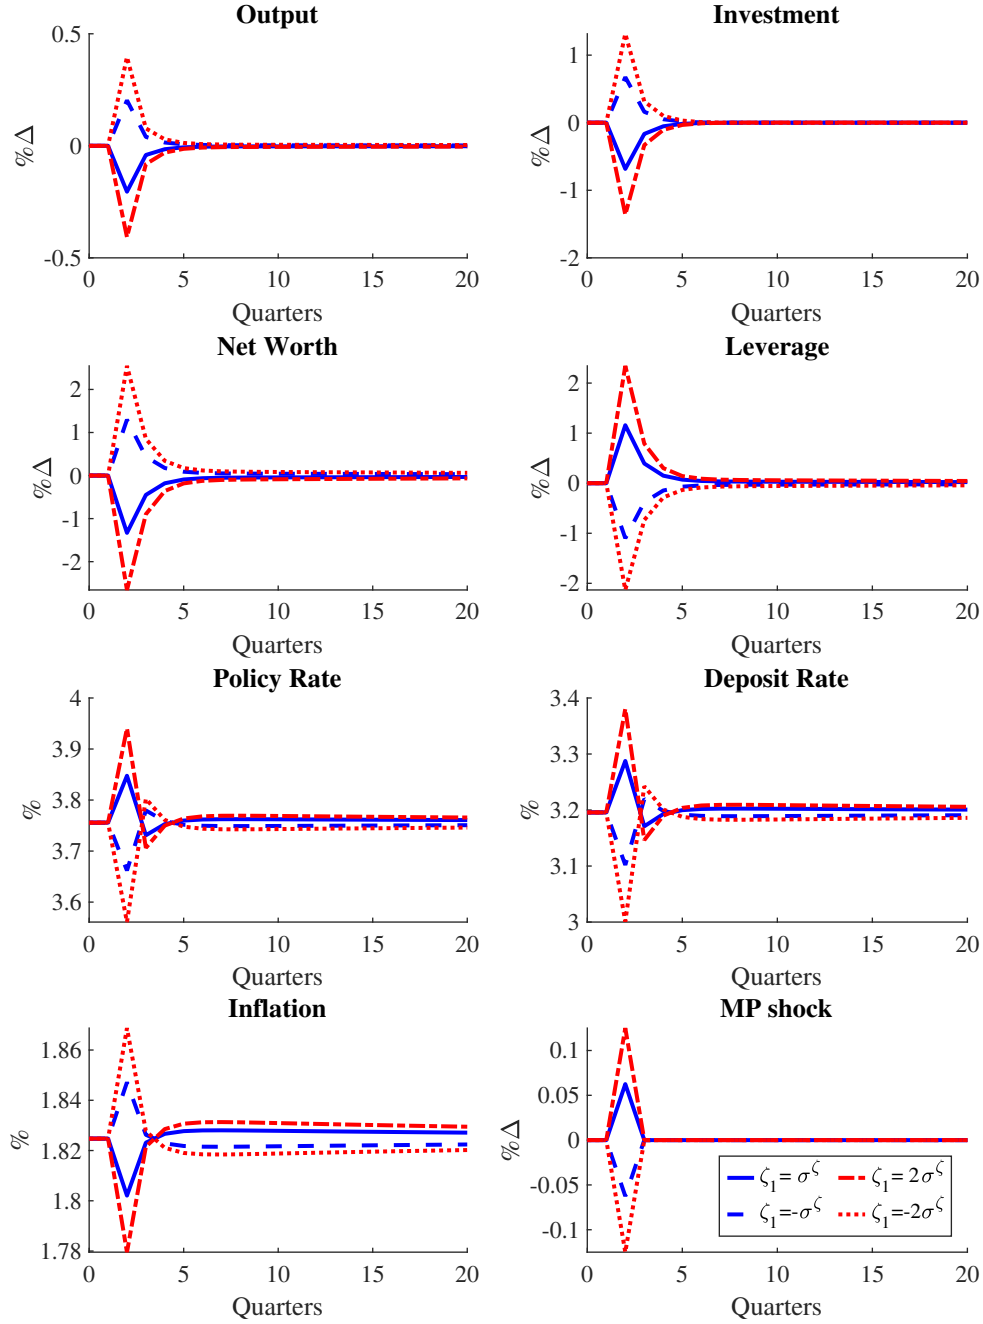 Output
0.5
0
-0.5
%Δ
0 5 10 15 20
Quarters
Investment
1
0
-1
-2
%Δ
0 5 10 15 20
Quarters
Net Worth
2
1
0
-1
-2
%Δ
0 5 10 15 20
Quarters
Leverage
2
1
0
-1
-2
%Δ
0 5 10 15 20
Quarters
Policy Rate
4
3.9
3.8
3.7
3.6
%
0 5 10 15 20
Quarters
Deposit Rate
3.4
3.3
3.2
3.1
3
%
0 5 10 15 20
Quarters
Inflation
1.86
1.84
1.82
1.8
1.78
%
0 5 10 15 20
Quarters
MP shock
0.1
0.05
0
-0.05
-0.1
%Δ
ζ₁= σ^ζ
ζ₁=-σ^ζ
ζ₁= 2σ^ζ
ζ₁=-2σ^ζ
0 5 10 15 20
Quarters